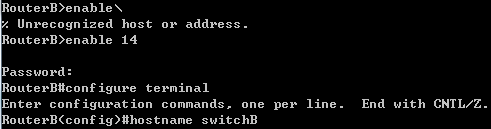 RouterB>enable\
% Unrecognized host or address.
RouterB>enable 14
Password:
RouterB#configure terminal
Enter configuration commands, one per line.  End with CNTL/Z.
RouterB(config)#hostname switchB